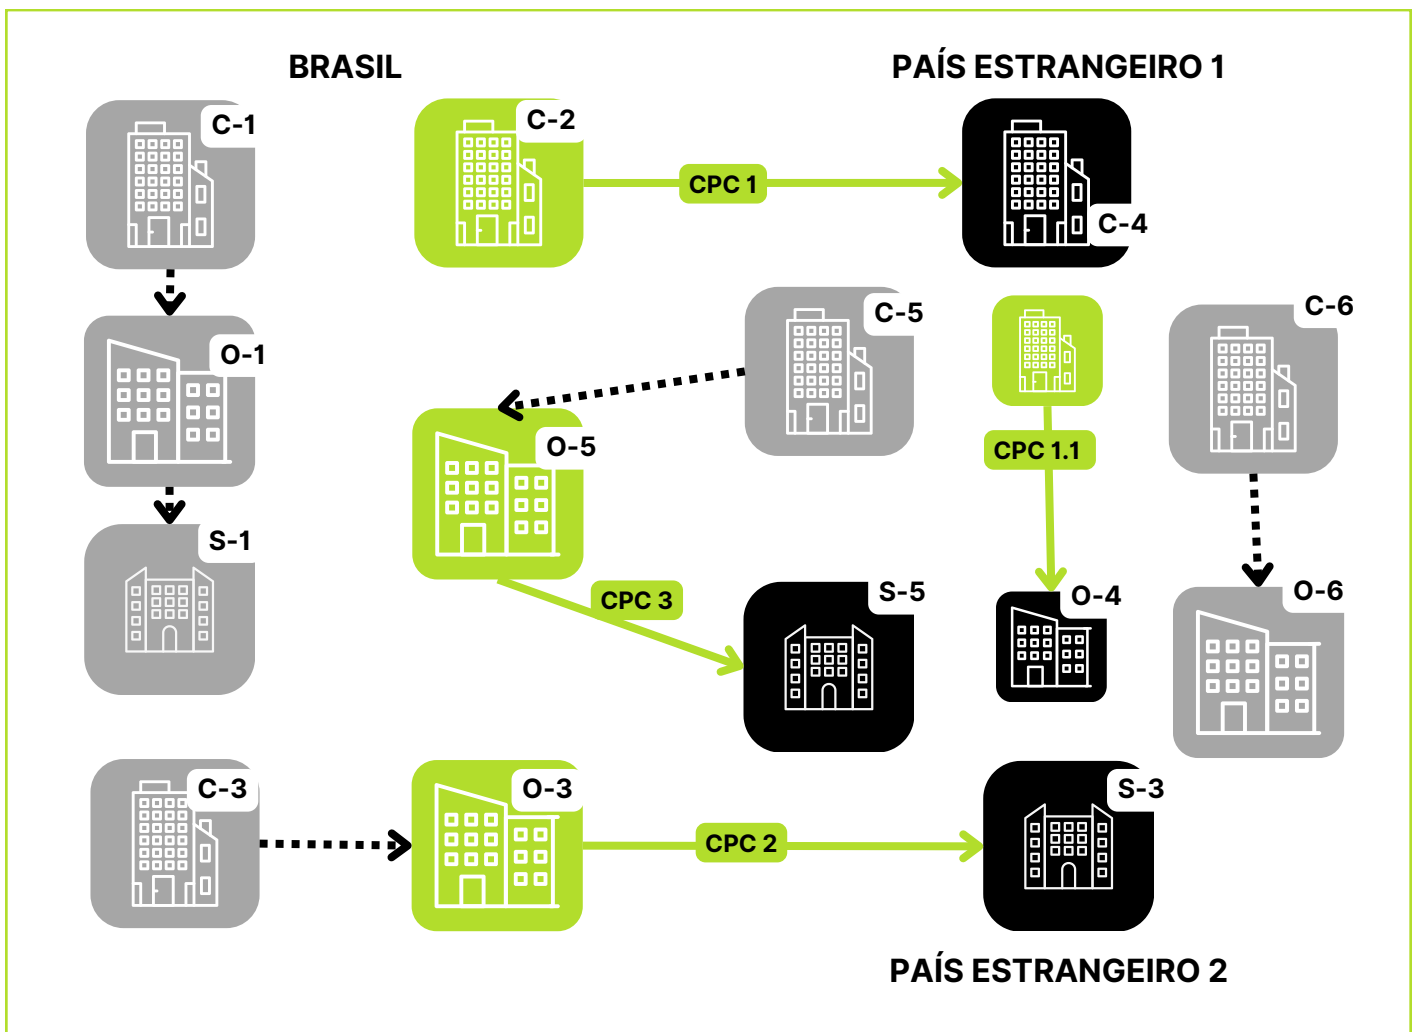 BRASIL
PAÍS ESTRANGEIRO 1
C-1
C-2
CPC 1
C-4
C-5
C-6
O-1
O-5
CPC 1.1
S-1
CPC 3
S-5
O-4
O-6
C-3
O-3
CPC 2
S-3
PAÍS ESTRANGEIRO 2